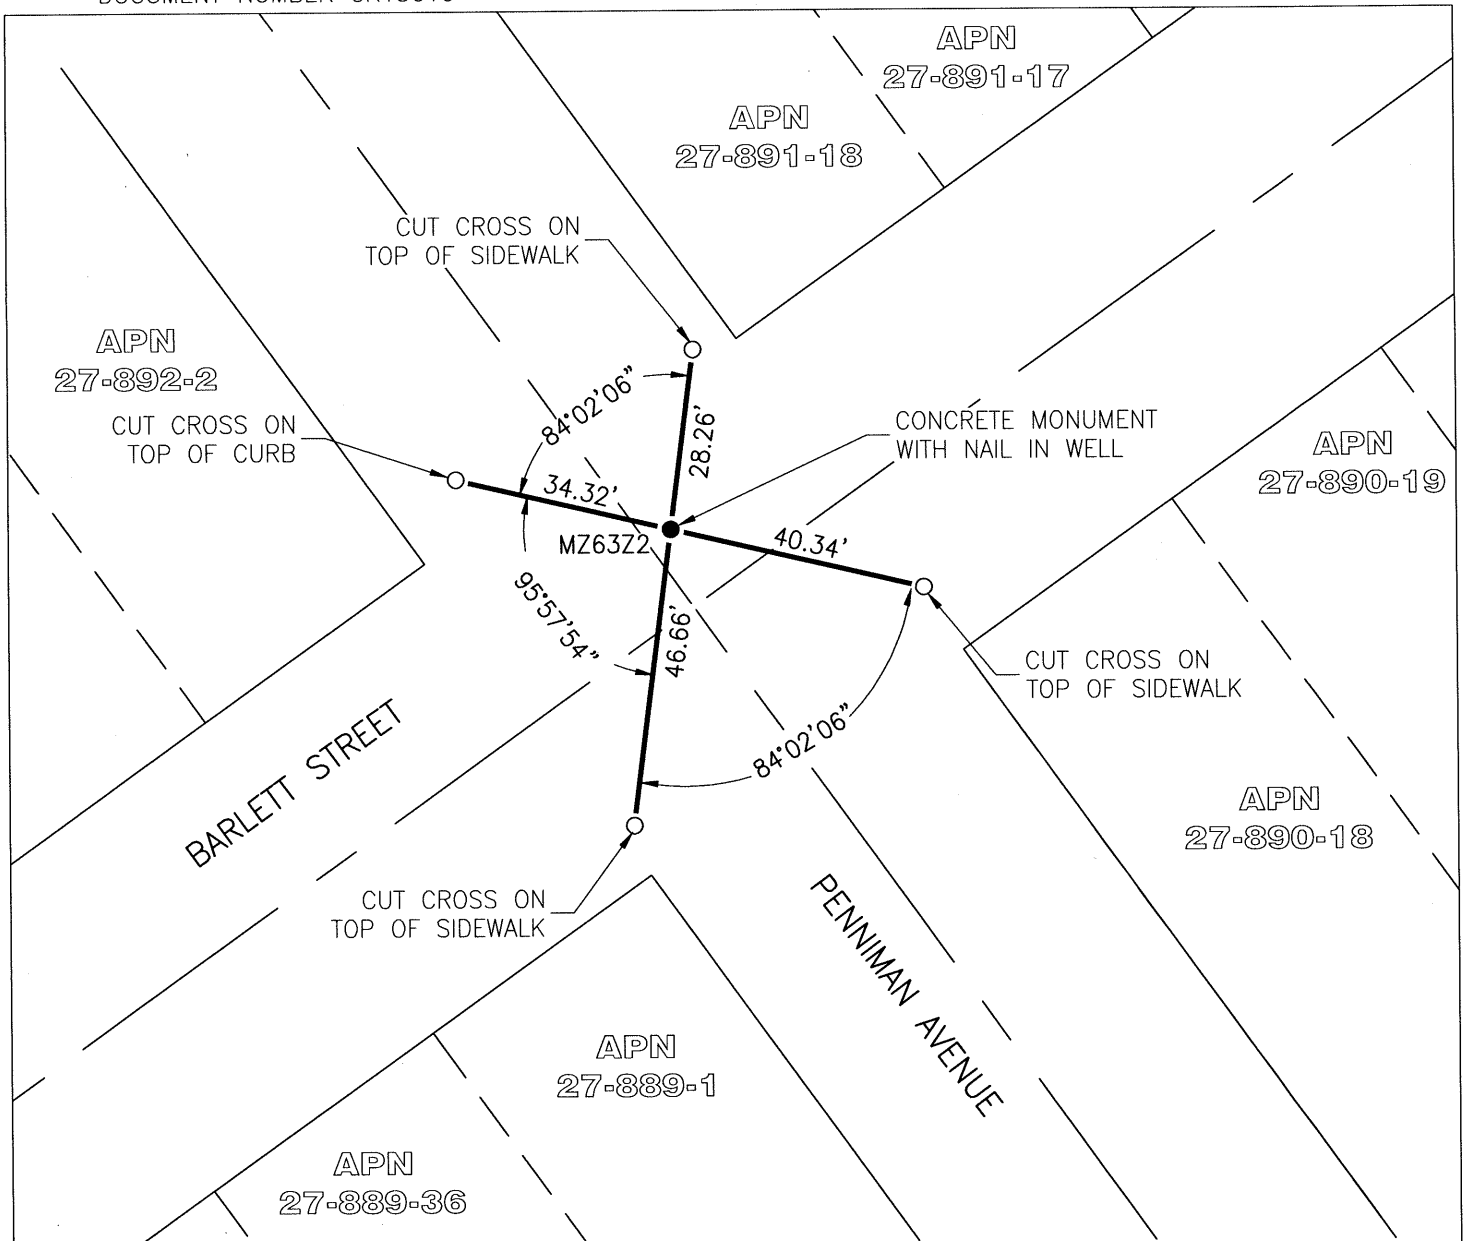 APN
27-891-17
APN
27-891-18
CUT CROSS ON
TOP OF SIDEWALK
APN
27-892-2
84°02'06"
28.26'
CUT CROSS ON
TOP OF CURB
CONCRETE MONUMENT
WITH NAIL IN WELL
APN
27-890-19
34.32'
MZ63Z2
40.34'
95°57'54"
46.66'
CUT CROSS ON
TOP OF SIDEWALK
84°02'06"
BARLETT STREET
APN
27-890-18
CUT CROSS ON
TOP OF SIDEWALK
PENNIMAN AVENUE
APN
27-889-1
APN
27-889-36